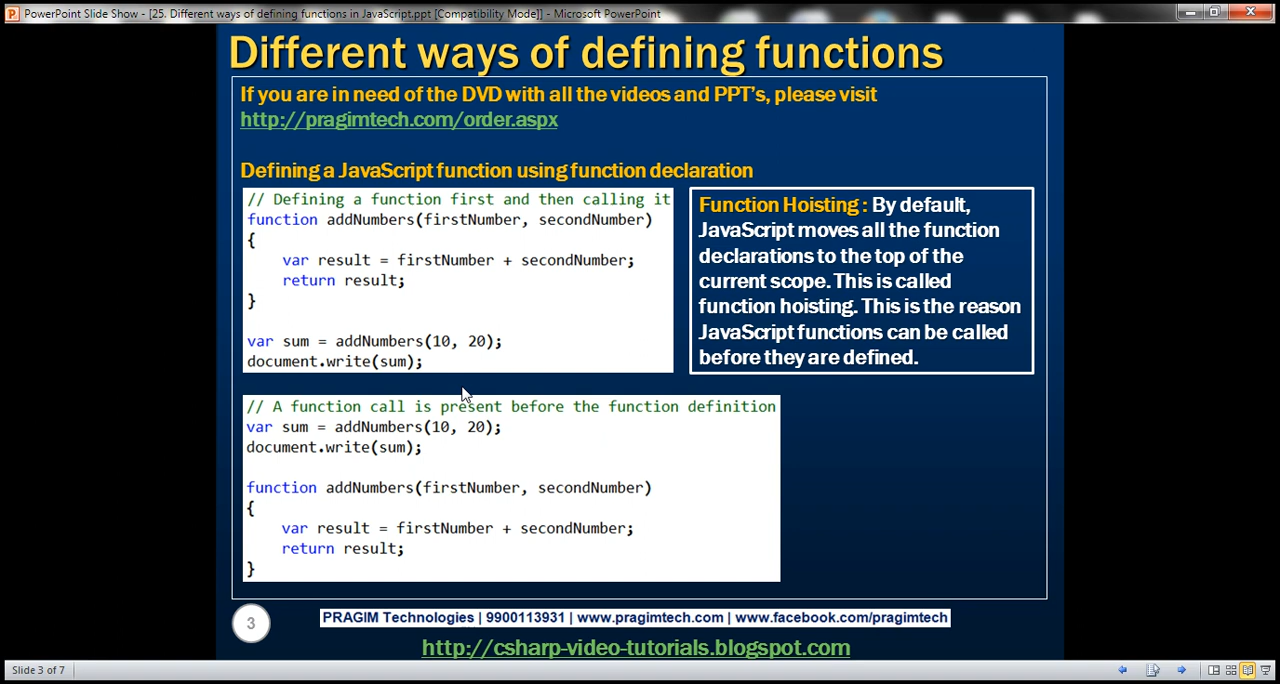 PowerPoint Slide Show - [25. Different ways of defining functions in JavaScript.ppt [Compatibility Mode]] - Microsoft PowerPoint
Different ways of defining functions
If you are in need of the DVD with all the videos and PPT's, please visit
http://pragimtech.com/order.aspx
Defining a JavaScript function using function declaration
// Defining a function first and then calling it
function addNumbers(firstNumber, secondNumber)
{
    var result = firstNumber + secondNumber;
    return result;
}
var sum = addNumbers(10, 20);
document.write(sum);
Function Hoisting : By default,
JavaScript moves all the function
declarations to the top of the
current scope. This is called
function hoisting. This is the reason
JavaScript functions can be called
before they are defined.
// A function call is present before the function definition
var sum = addNumbers(10, 20);
document.write(sum);
function addNumbers(firstNumber, secondNumber)
{
    var result = firstNumber + secondNumber;
    return result;
}
3
PRAGIM Technologies | 9900113931 | www.pragimtech.com | www.facebook.com/pragimtech
http://csharp-video-tutorials.blogspot.com
Slide 3 of 7